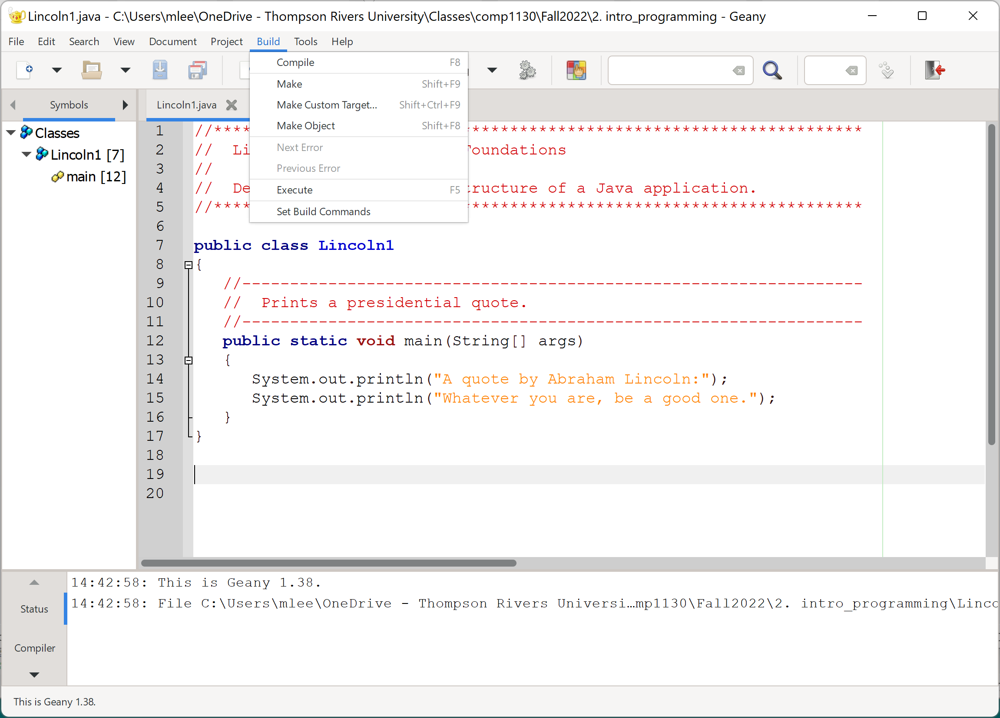 Lincoln1.java - C:\Users\mlee\OneDrive - Thompson Rivers University\Classes\comp1130\Fall2022\2. intro_programming - Geany
File Edit Search View Document Project Build Tools Help
Compile F8
Make Shift+F9
Make Custom Target... Shift+Ctrl+F9
Make Object Shift+F8
Next Error
Previous Error
Execute F5
Set Build Commands
Symbols
Classes
Lincoln1 [7]
main [12]
Lincoln1.java
1 //**** ******************************************
2 // Li Foundations
3 //
4 // De tructure of a Java application.
5 //**** ******************************************
6
7 public class Lincoln1
8 {
9 //-----------------------------------------------------------------
10 // Prints a presidential quote.
11 //-----------------------------------------------------------------
12 public static void main(String[] args)
13 {
14 System.out.println("A quote by Abraham Lincoln:");
15 System.out.println("Whatever you are, be a good one.");
16 }
17 }
18
19
20
Status
Compiler
14:42:58: This is Geany 1.38.
14:42:58: File C:\Users\mlee\OneDrive - Thompson Rivers Universi…mp1130\Fall2022\2. intro_programming\Linco
This is Geany 1.38.